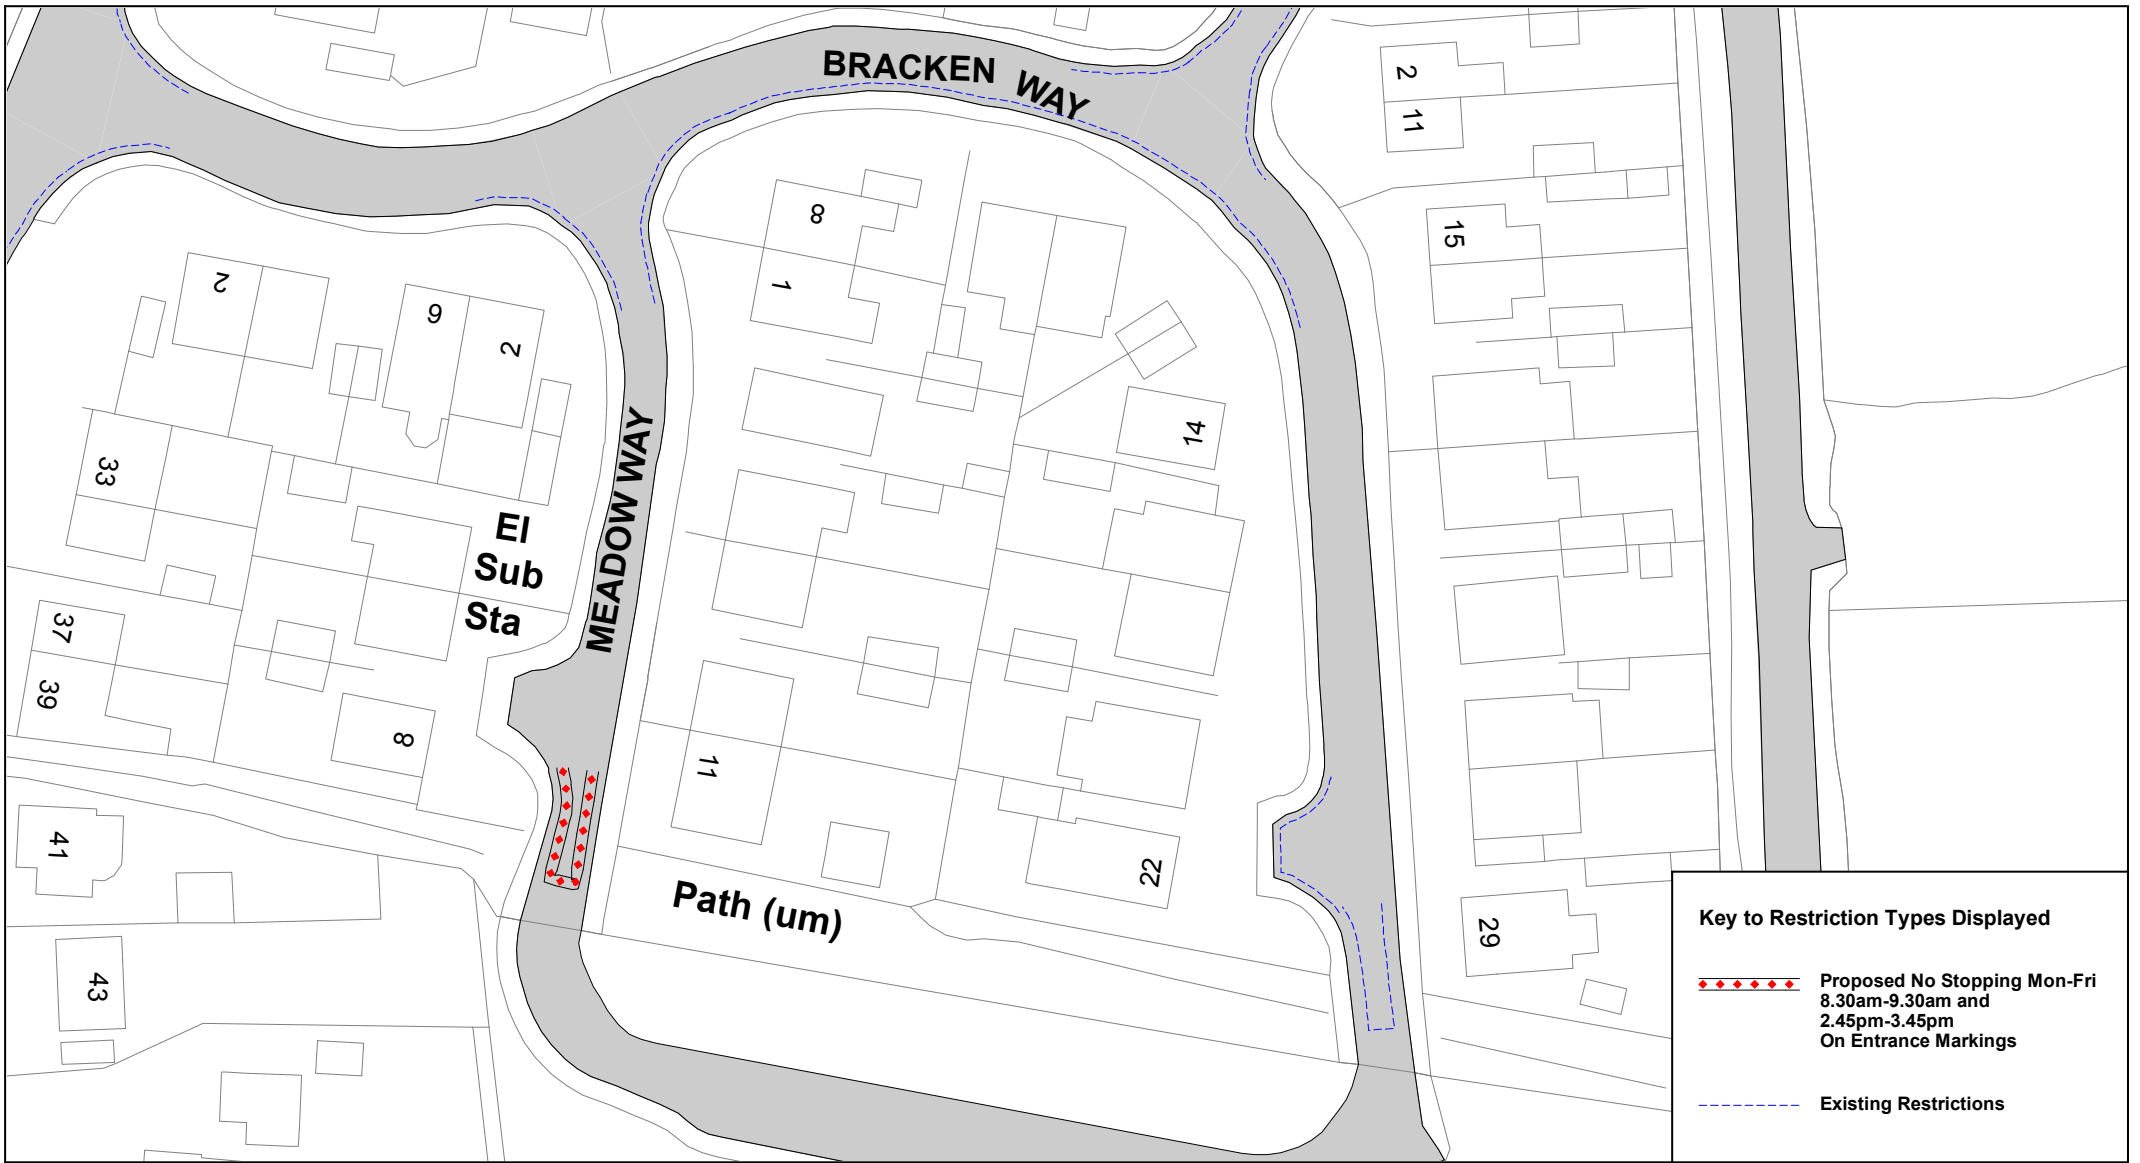 BRACKEN WAY
2
11
8
15
2
1
6
2
14
MEADOW WAY
33
El
Sub
Sta
37
39
8
11
41
22
Path (um)
43
29
Key to Restriction Types Displayed
Proposed No Stopping Mon-Fri
8.30am-9.30am and
2.45pm-3.45pm
On Entrance Markings
Existing Restrictions